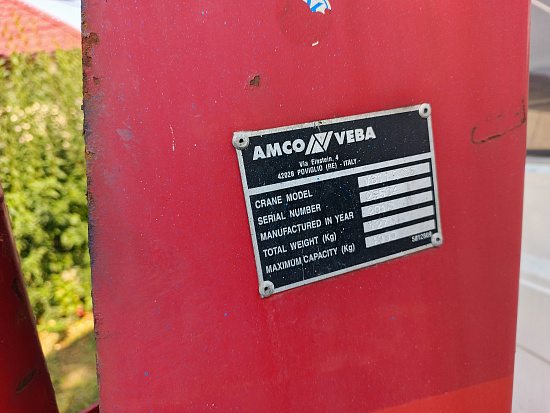 AMCO VEBA
Via Einstein, 4
42028 POVIGLIO (RE) - ITALY -
CRANE MODEL
SERIAL NUMBER
MANUFACTURED IN YEAR
TOTAL WEIGHT (Kg)
MAXIMUM CAPACITY (Kg)